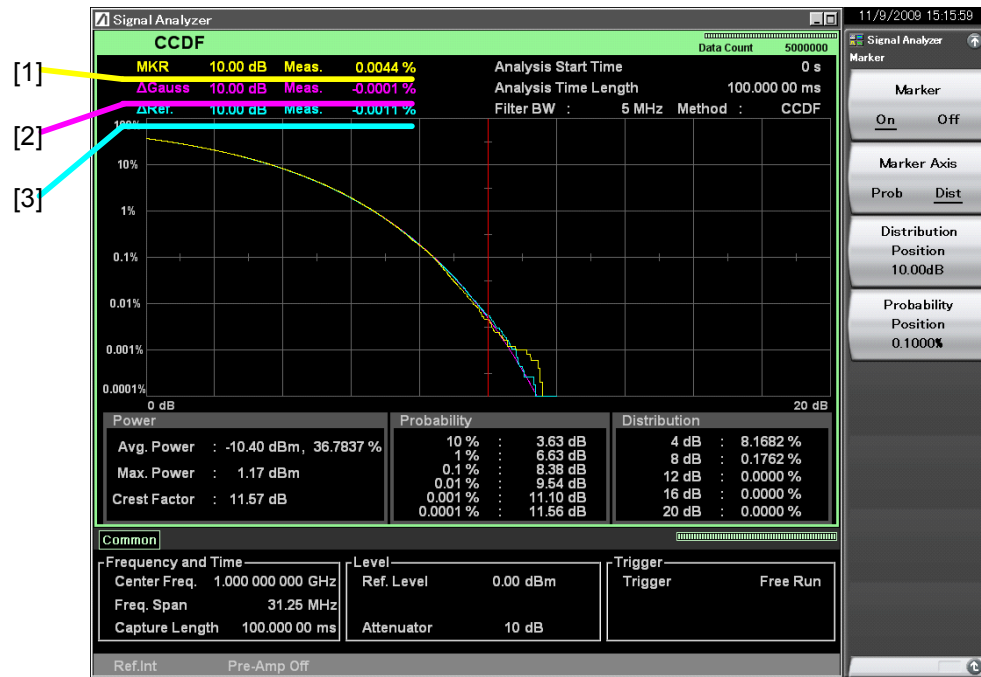 Signal Analyzer
11/9/2009 15:15:59
CCDF
Data Count 5000000
[1]
MKR 10.00 dB Meas. 0.0044 %
Analysis Start Time 0 s
ΔGauss 10.00 dB Meas. -0.0001 %
Analysis Time Length 100.000 00 ms
[2]
ΔRef. 10.00 dB Meas. -0.0011 %
Filter BW : 5 MHz Method : CCDF
[3]
100%
10%
1%
0.1%
0.01%
0.001%
0.0001%
0 dB
20 dB
Power
Avg. Power : -10.40 dBm, 36.7837 %
Max. Power : 1.17 dBm
Crest Factor : 11.57 dB
Probability
10 % : 3.63 dB
1 % : 6.63 dB
0.1 % : 8.38 dB
0.01 % : 9.54 dB
0.001 % : 11.10 dB
0.0001 % : 11.56 dB
Distribution
4 dB : 8.1682 %
8 dB : 0.1762 %
12 dB : 0.0000 %
16 dB : 0.0000 %
20 dB : 0.0000 %
Common
Frequency and Time
Center Freq. 1.000 000 000 GHz
Freq. Span 31.25 MHz
Capture Length 100.000 00 ms
Level
Ref. Level 0.00 dBm
Attenuator 10 dB
Trigger
Trigger Free Run
Ref.Int Pre-Amp Off
Signal Analyzer
Marker
Marker
On Off
Marker Axis
Prob Dist
Distribution
Position
10.00dB
Probability
Position
0.1000%